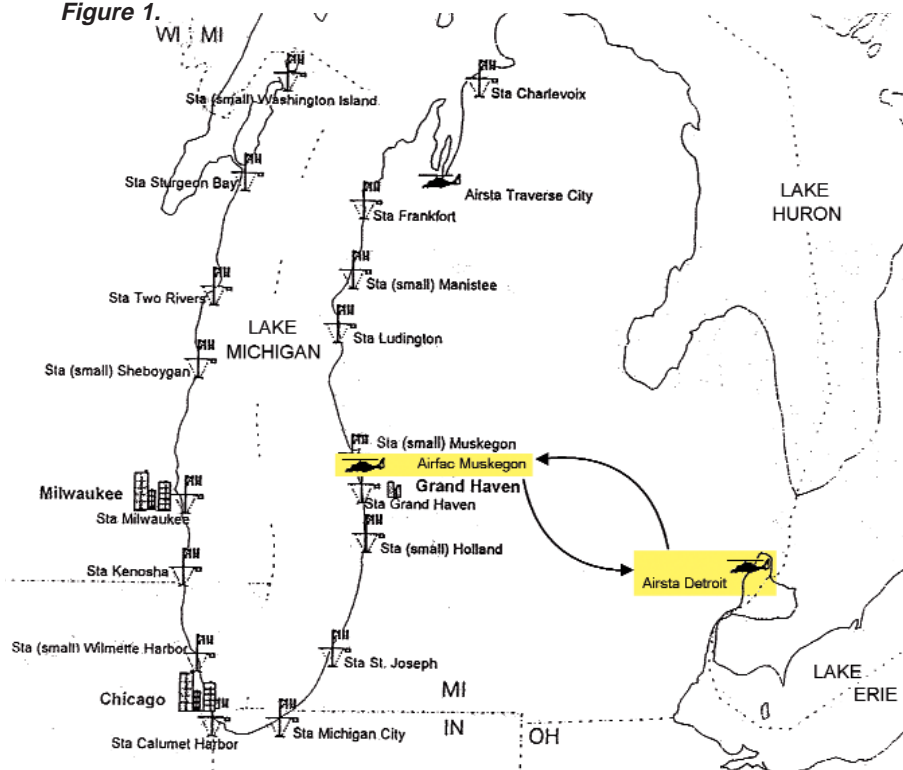 Figure 1.
WI MI
Sta (small) Washington Island
Sta Charlevoix
Sta Sturgeon Bay
Airsta Traverse City
LAKE
HURON
Sta Frankfort
Sta (small) Manistee
Sta Two Rivers
LAKE
MICHIGAN
Sta Ludington
Sta (small) Sheboygan
Sta (small) Muskegon
Airfac Muskegon
Grand Haven
Milwaukee
Sta Grand Haven
Sta Milwaukee
Sta (small) Holland
Sta Kenosha
Airsta Detroit
Sta (small) Wilmette Harbor
Sta St. Joseph
LAKE
ERIE
MI
Chicago
IN
OH
Sta Calumet Harbor
Sta Michigan City